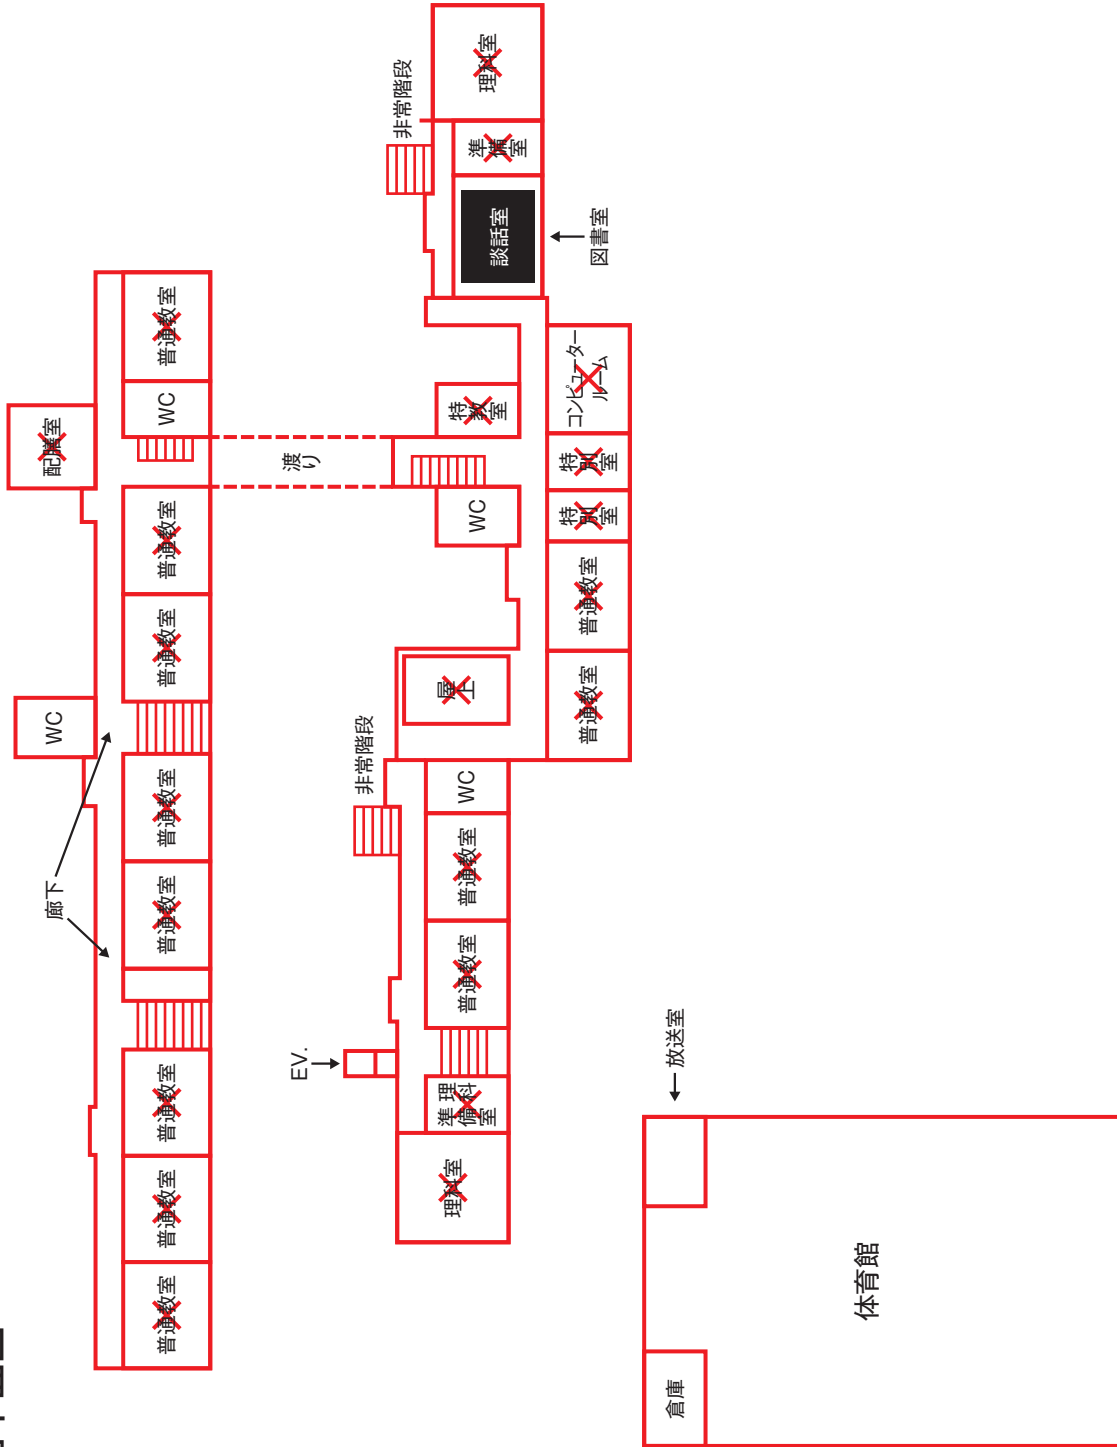 配膳室
WC
廊下
普通教室
WC
普通教室
普通教室
普通教室
普通教室
普通教室
普通教室
普通教室
渡り
EV.
非常階段
非常階段
理科室
準備室
談話室
図書室
特教室
WC
屋上
WC
普通教室
普通教室
理科
準備室
理科室
コンピューター
ルーム
特別室
特別室
普通教室
普通教室
放送室
倉庫
体育館